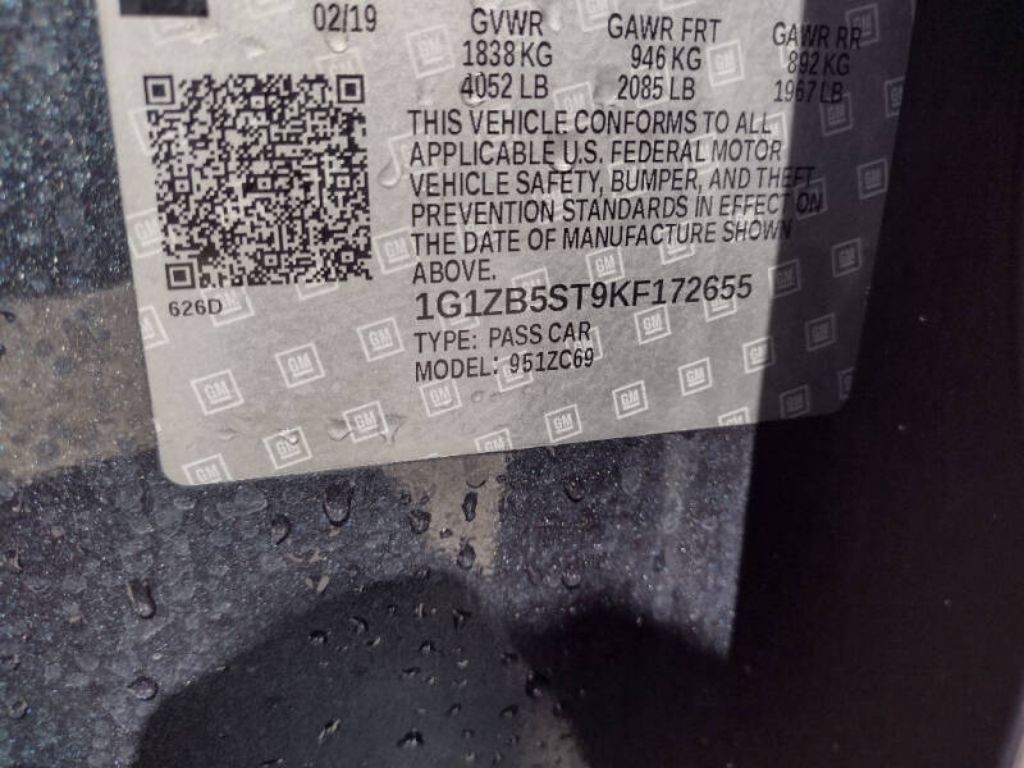 02/19 GVWR GAWR FRT GAWR RR
1838 KG 946 KG 892 KG
4052 LB 2085 LB 1967 LB
THIS VEHICLE CONFORMS TO ALL
APPLICABLE U.S. FEDERAL MOTOR
VEHICLE SAFETY, BUMPER, AND THEFT
PREVENTION STANDARDS IN EFFECT ON
THE DATE OF MANUFACTURE SHOWN
ABOVE.
626D
1G1ZB5ST9KF172655
TYPE: PASS CAR
MODEL: 951ZC69